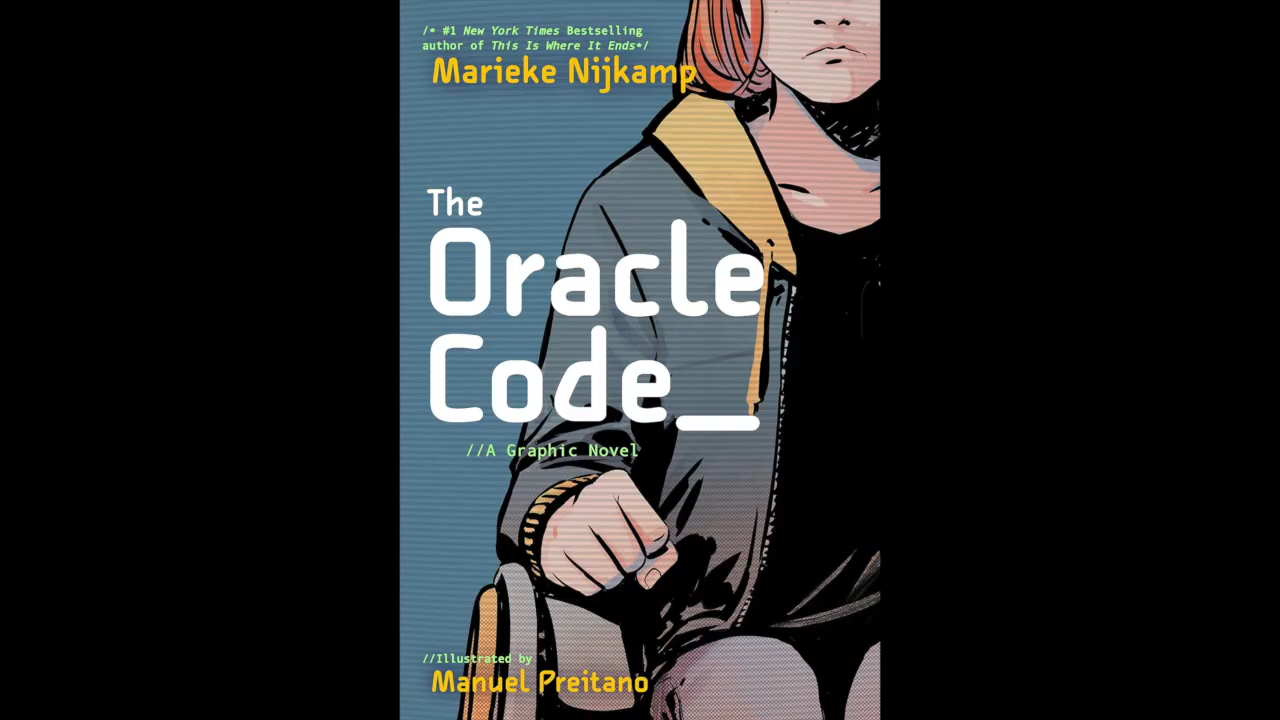 /* #1 New York Times Bestselling
author of This Is Where It Ends*/
Marieke Nijkamp
The
Oracle
Code_
//A Graphic Novel
//Illustrated by
Manuel Preitano